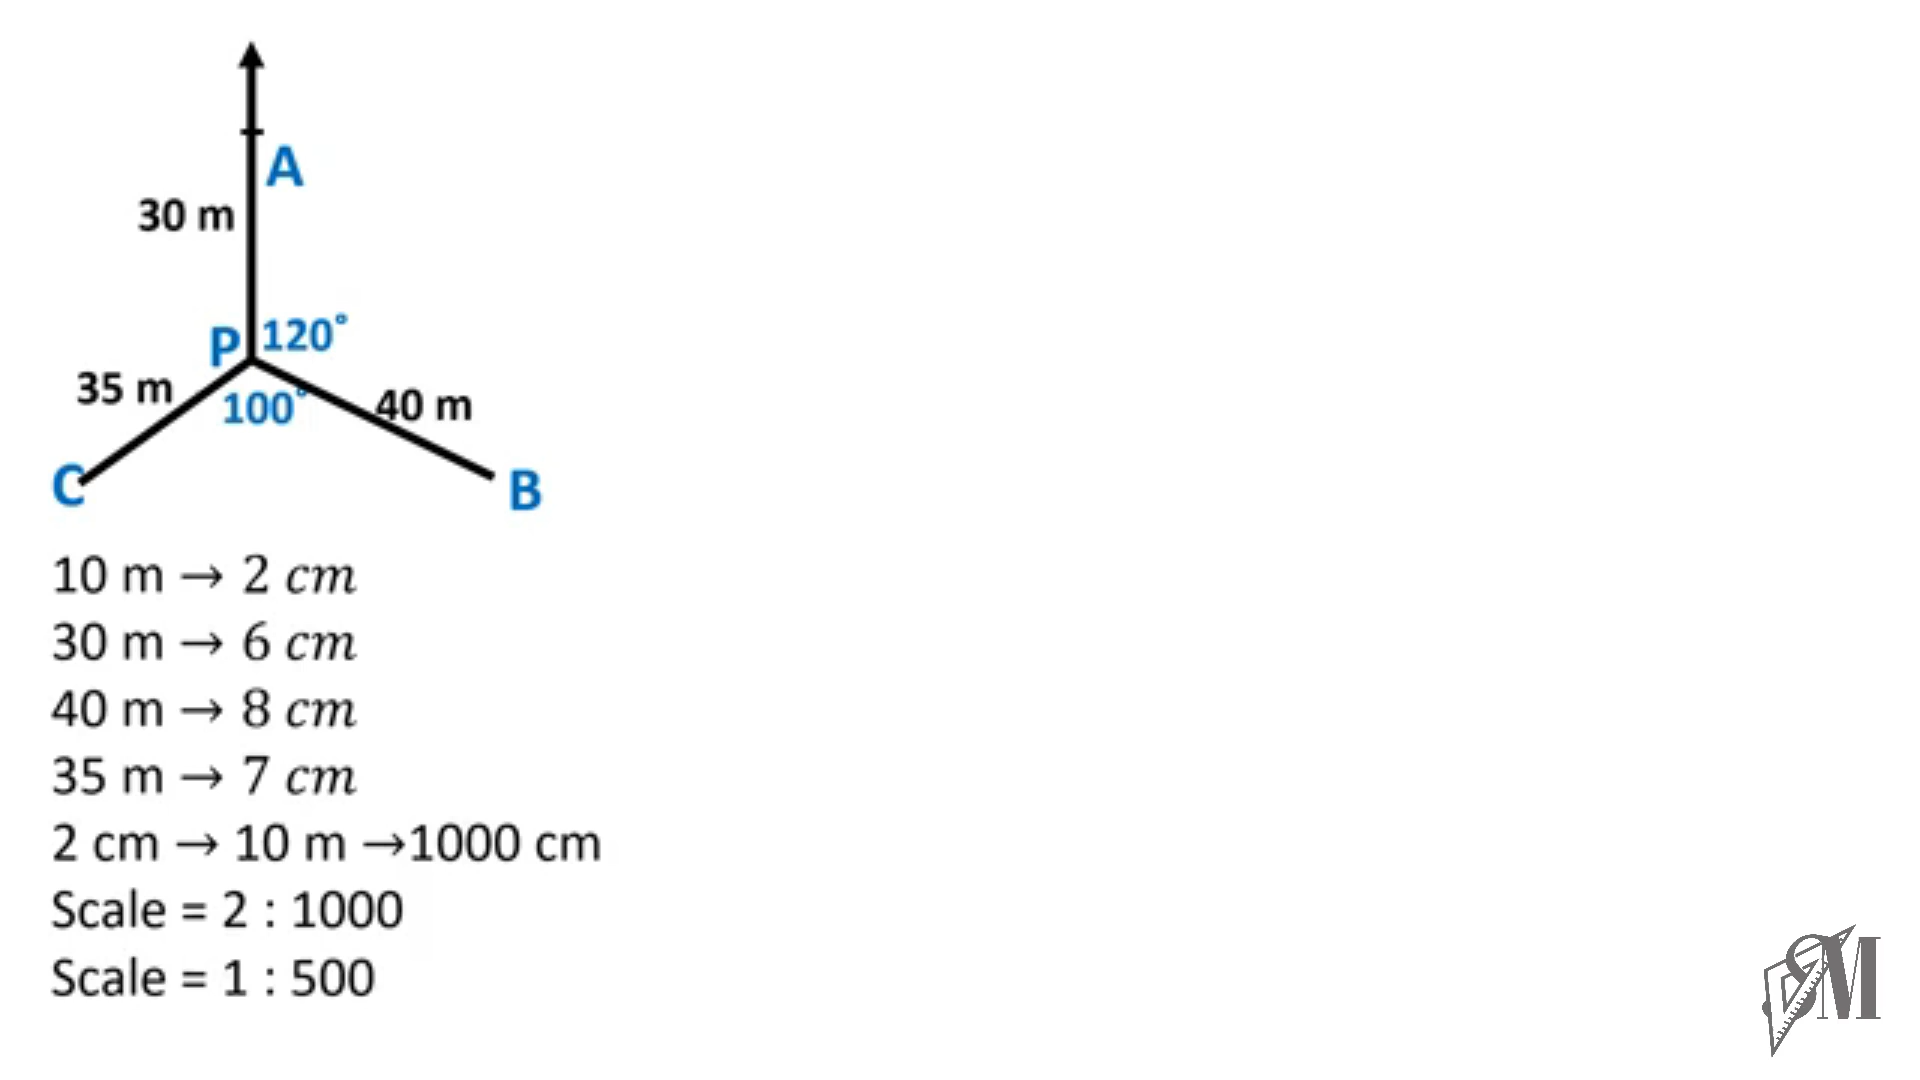 A
30 m
P 120°
35 m
100°
40 m
C
B
10 m → 2 cm
30 m → 6 cm
40 m → 8 cm
35 m → 7 cm
2 cm → 10 m →1000 cm
Scale = 2 : 1000
Scale = 1 : 500
SM